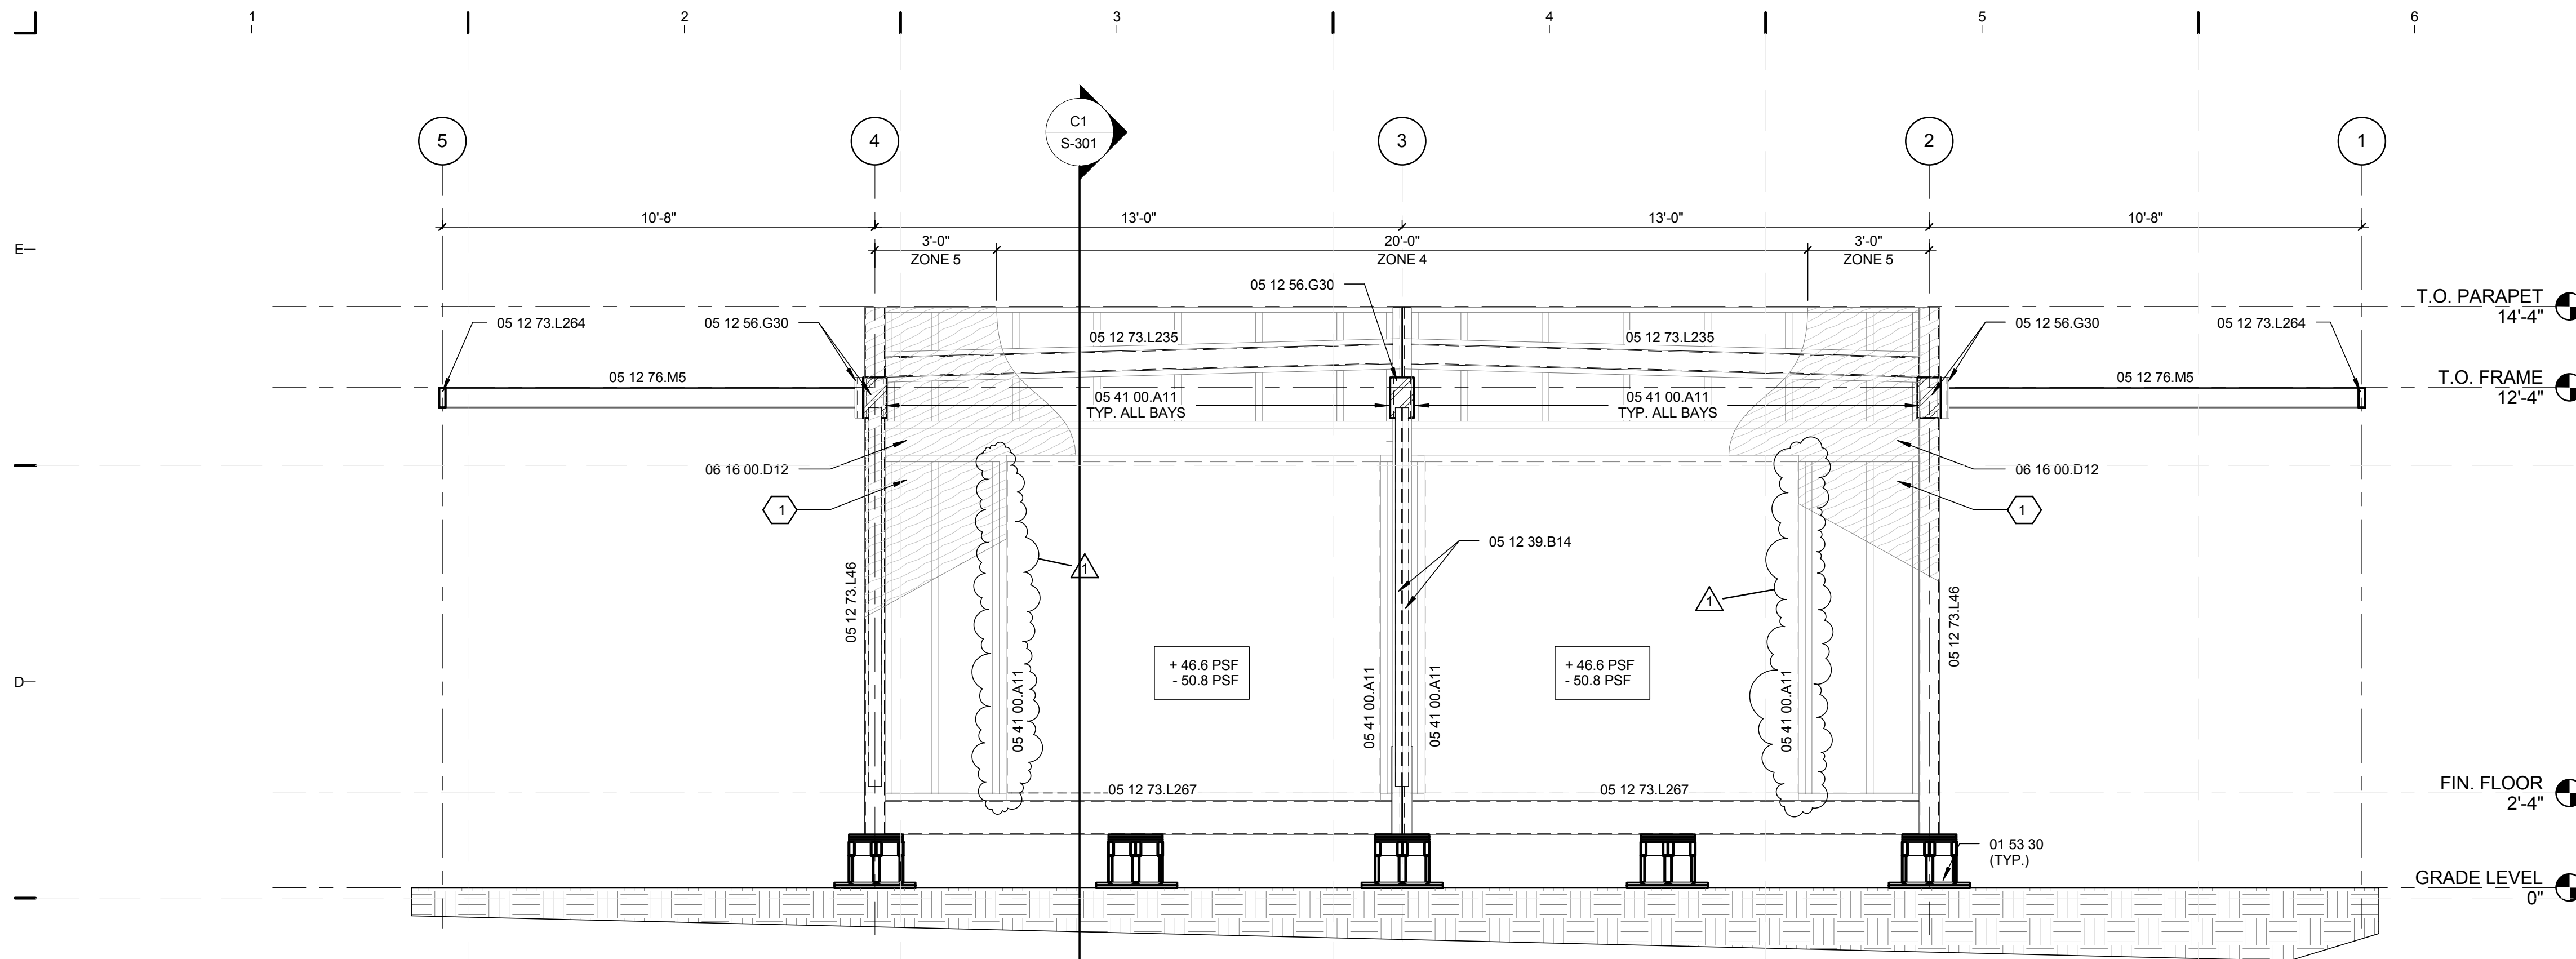 1
2
3
4
5
6
C1
S-301
5
4
3
2
1
10'-8"
13'-0"
13'-0"
10'-8"
E
3'-0"
20'-0"
3'-0"
ZONE 5
ZONE 4
ZONE 5
05 12 56.G30
T.O. PARAPET
14'-4"
05 12 73.L264
05 12 56.G30
05 12 73.L235
05 12 73.L235
05 12 56.G30
05 12 73.L264
05 12 76.M5
05 12 76.M5
T.O. FRAME
12'-4"
05 41 00.A11
TYP. ALL BAYS
05 41 00.A11
TYP. ALL BAYS
06 16 00.D12
06 16 00.D12
1
1
05 12 39.B14
1
1
05 12 73.L46
05 12 73.L46
D
+ 46.6 PSF
- 50.8 PSF
+ 46.6 PSF
- 50.8 PSF
05 41 00.A11
05 41 00.A11
05 41 00.A11
05 41 00.A11
05 12 73.L267
05 12 73.L267
FIN. FLOOR
2'-4"
01 53 30
(TYP.)
GRADE LEVEL
0"